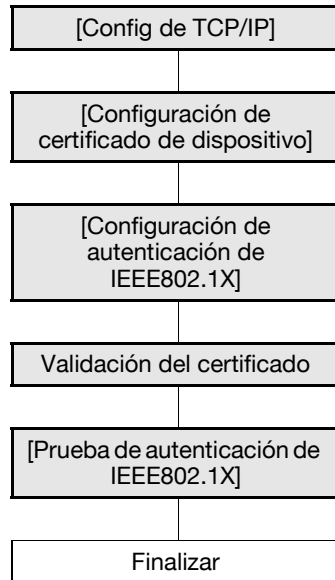 [Config de TCP/IP]
[Configuración de
certificado de dispositivo]
[Configuración de
autenticación de
IEEE802.1X]
Validación del certificado
[Prueba de autenticación de
IEEE802.1X]
Finalizar